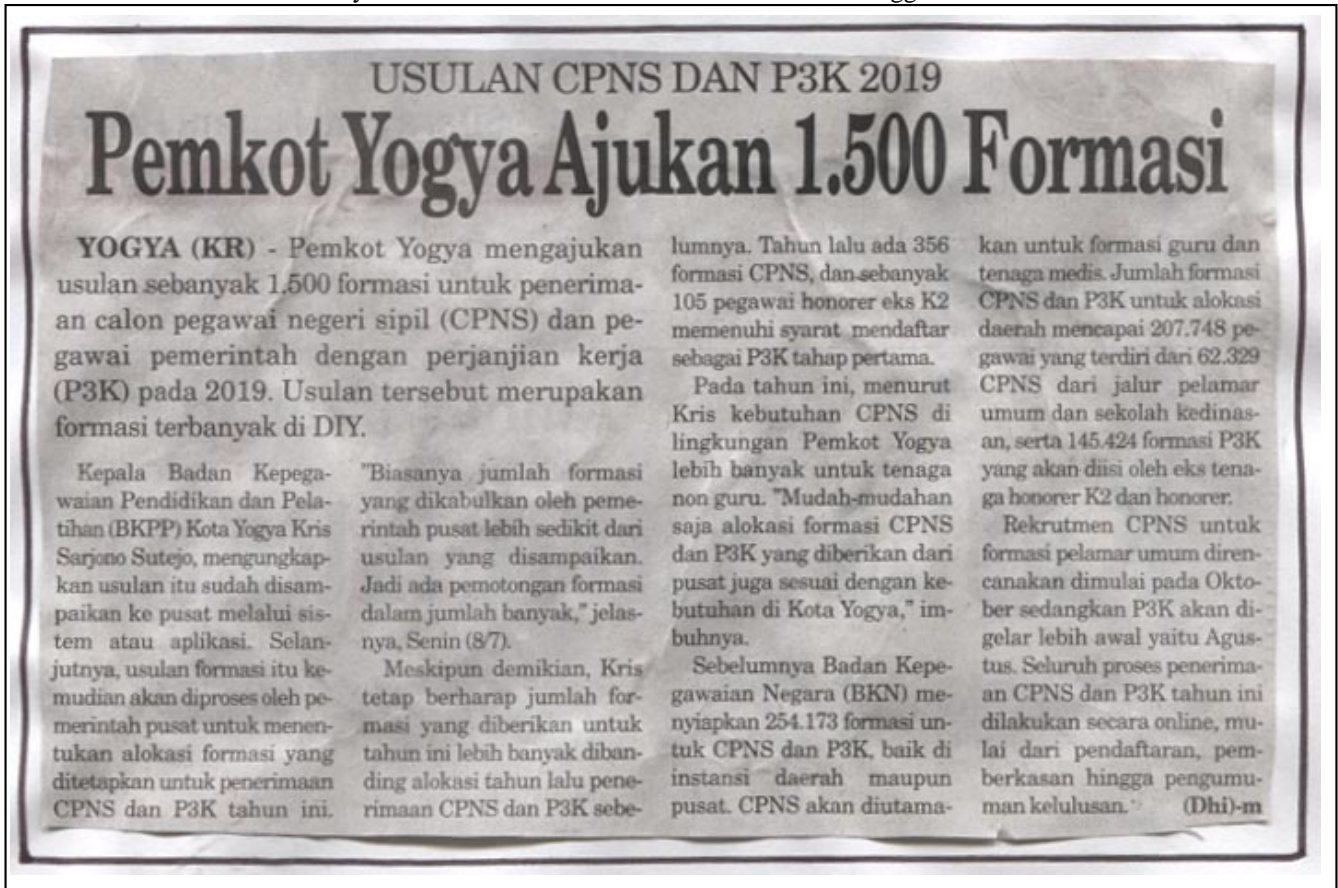 USULAN CPNS DAN P3K 2019
Pemkot Yogya Ajukan 1.500 Formasi
YOGYA (KR) - Pemkot Yogya mengajukan
usulan sebanyak 1.500 formasi untuk penerima-
an calon pegawai negeri sipil (CPNS) dan pe-
gawai pemerintah dengan perjanjian kerja
(P3K) pada 2019. Usulan tersebut merupakan
formasi terbanyak di DIY.
Kepala Badan Kepega-
waian Pendidikan dan Pela-
tihan (BKPP) Kota Yogya Kris
Sarjono Sutejo, mengungkap-
kan usulan itu sudah disam-
paikan ke pusat melalui sis-
tem atau aplikasi. Selan-
jutnya, usulan formasi itu ke-
mudian akan diproses oleh pe-
merintah pusat untuk menen-
tukan alokasi formasi yang
ditetapkan untuk penerimaan
CPNS dan P3K tahun ini.
"Biasanya jumlah formasi
yang dikabulkan oleh peme-
rintah pusat lebih sedikit dari
usulan yang disampaikan.
Jadi ada pemotongan formasi
dalam jumlah banyak," jelas-
nya, Senin (8/7).
Meskipun demikian, Kris
tetap berharap jumlah for-
masi yang diberikan untuk
tahun ini lebih banyak diban-
ding alokasi tahun lalu pene-
rimaan CPNS dan P3K sebe-
lumnya. Tahun lalu ada 356
formasi CPNS, dan sebanyak
105 pegawai honorer eks K2
memenuhi syarat mendaftar
sebagai P3K tahap pertama.
Pada tahun ini, menurut
Kris kebutuhan CPNS di
lingkungan Pemkot Yogya
lebih banyak untuk tenaga
non guru. "Mudah-mudahan
saja alokasi formasi CPNS
dan P3K yang diberikan dari
pusat juga sesuai dengan ke-
butuhan di Kota Yogya," im-
buhnya.
Sebelumnya Badan Kepe-
gawaian Negara (BKN) me-
nyiapkan 254.173 formasi un-
tuk CPNS dan P3K, baik di
instansi daerah maupun
pusat. CPNS akan diutama-
kan untuk formasi guru dan
tenaga medis. Jumlah formasi
CPNS dan P3K untuk alokasi
daerah mencapai 207.748 pe-
gawai yang terdiri dari 62.329
CPNS dari jalur pelamar
umum dan sekolah kedinas-
an, serta 145.424 formasi P3K
yang akan diisi oleh eks tena-
ga honorer K2 dan honorer.
Rekrutmen CPNS untuk
formasi pelamar umum diren-
canakan dimulai pada Okto-
ber sedangkan P3K akan di-
gelar lebih awal yaitu Agus-
tus. Seluruh proses penerima-
an CPNS dan P3K tahun ini
dilakukan secara online, mu-
lai dari pendaftaran, pem-
berkasan hingga pengumu-
man kelulusan. (Dhi)-m